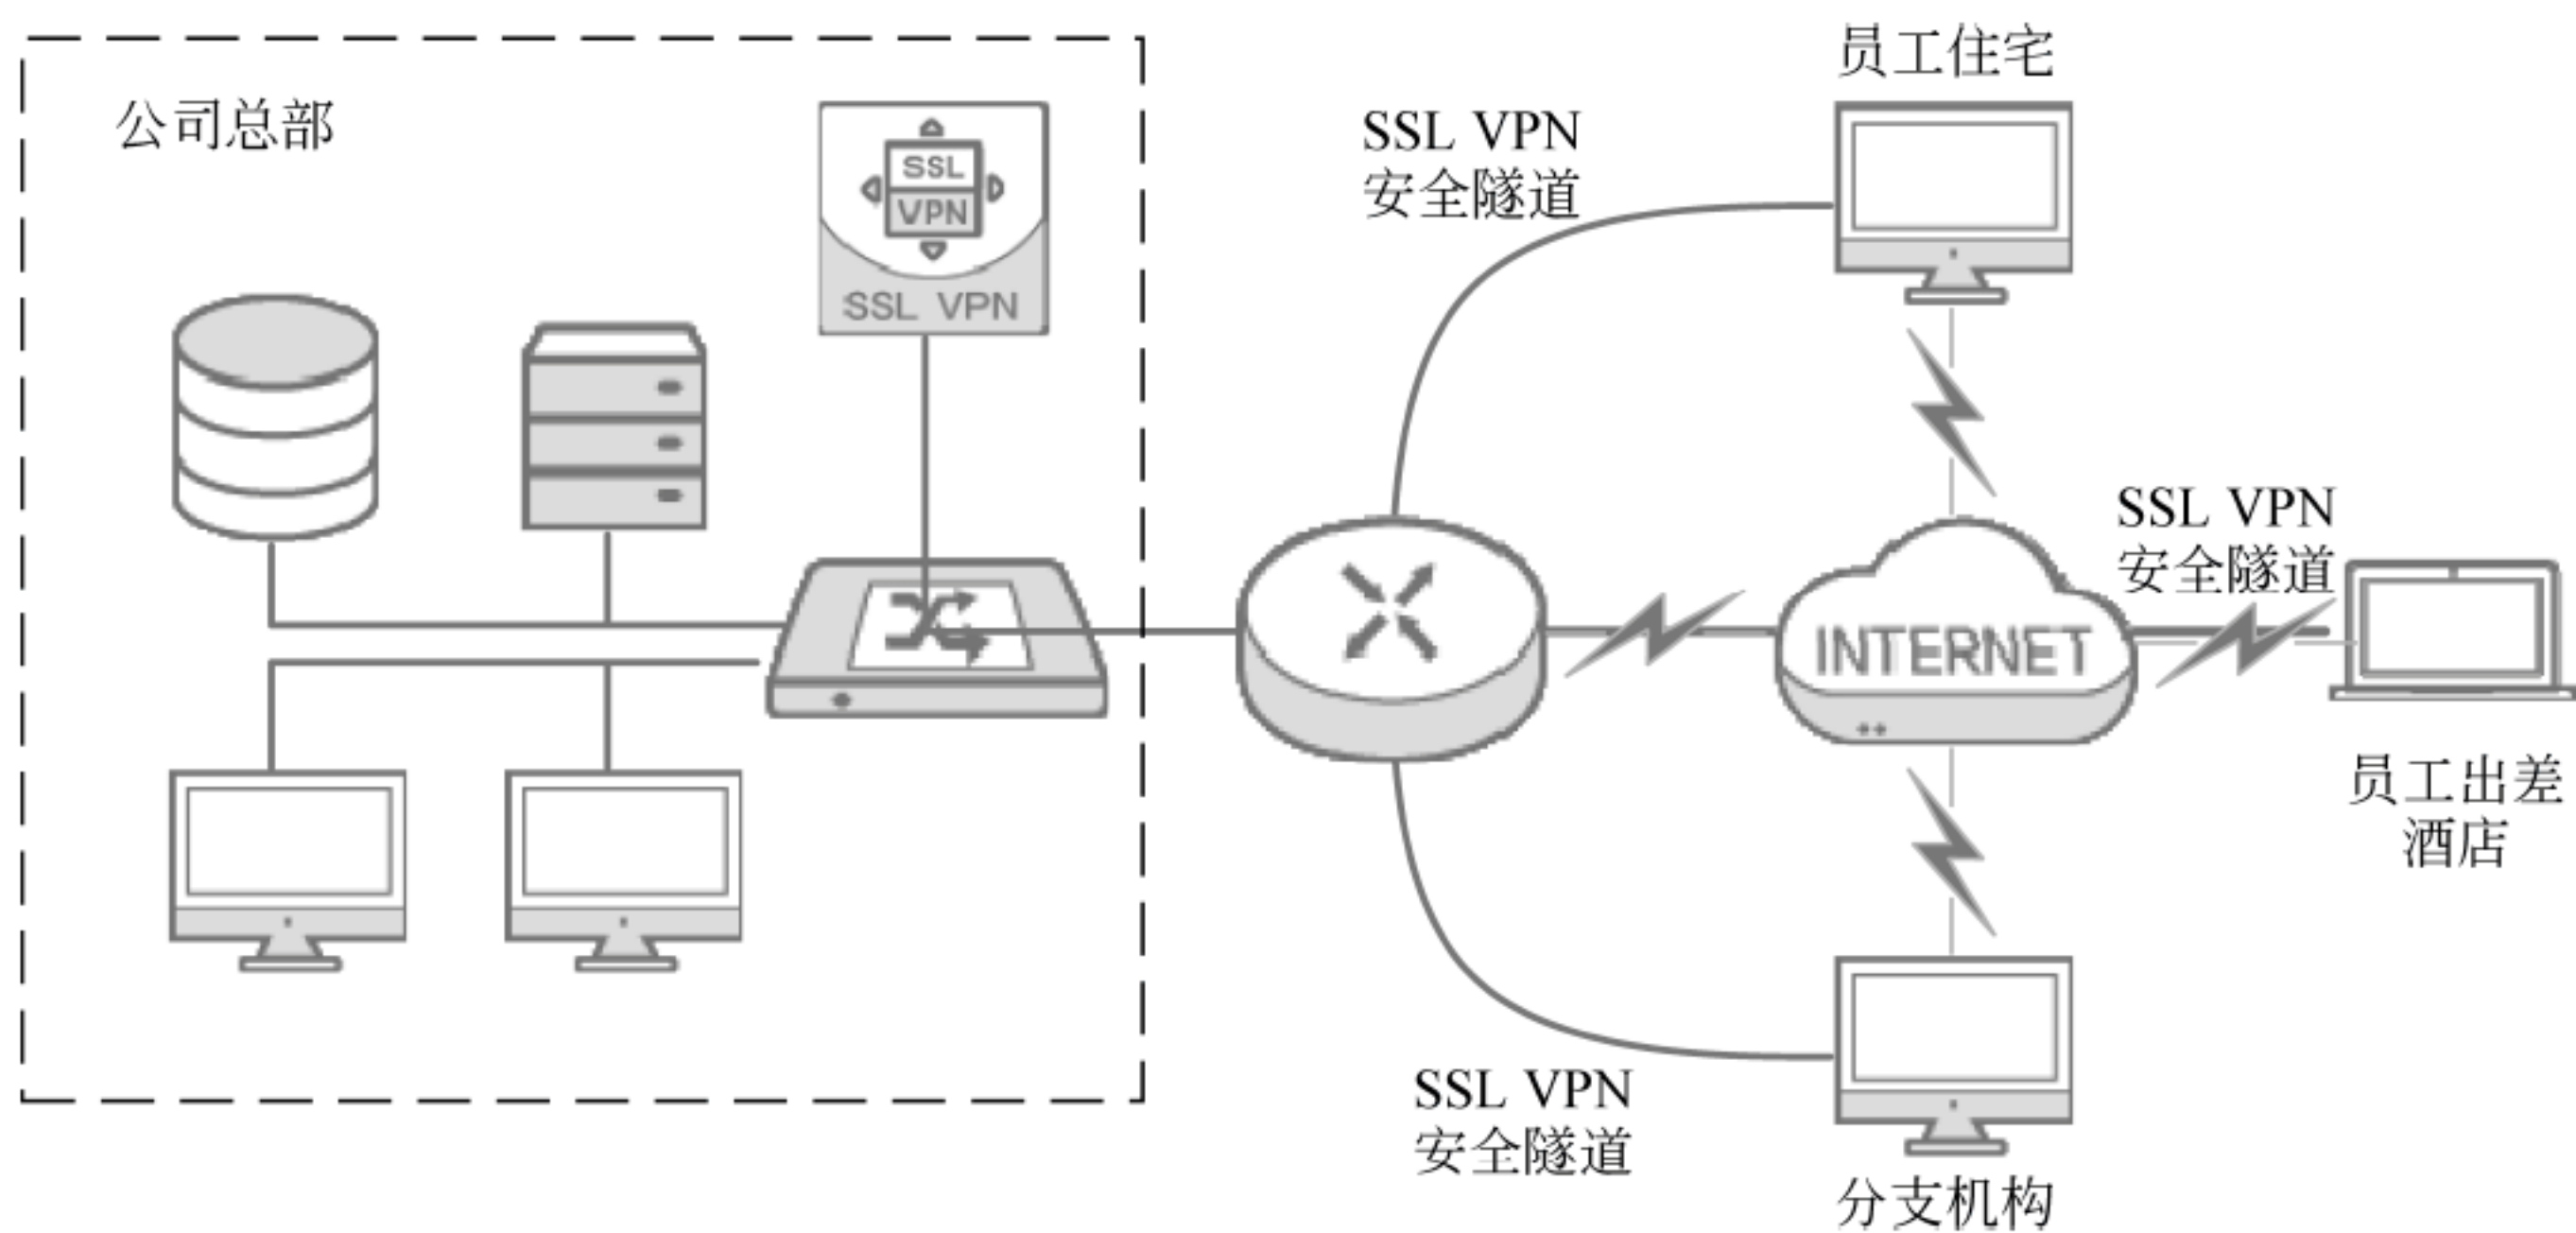 公司总部
SSL
VPN
SSL VPN
SSL VPN
安全隧道
员工住宅
INTERNET
SSL VPN
安全隧道
员工出差
酒店
SSL VPN
安全隧道
分支机构